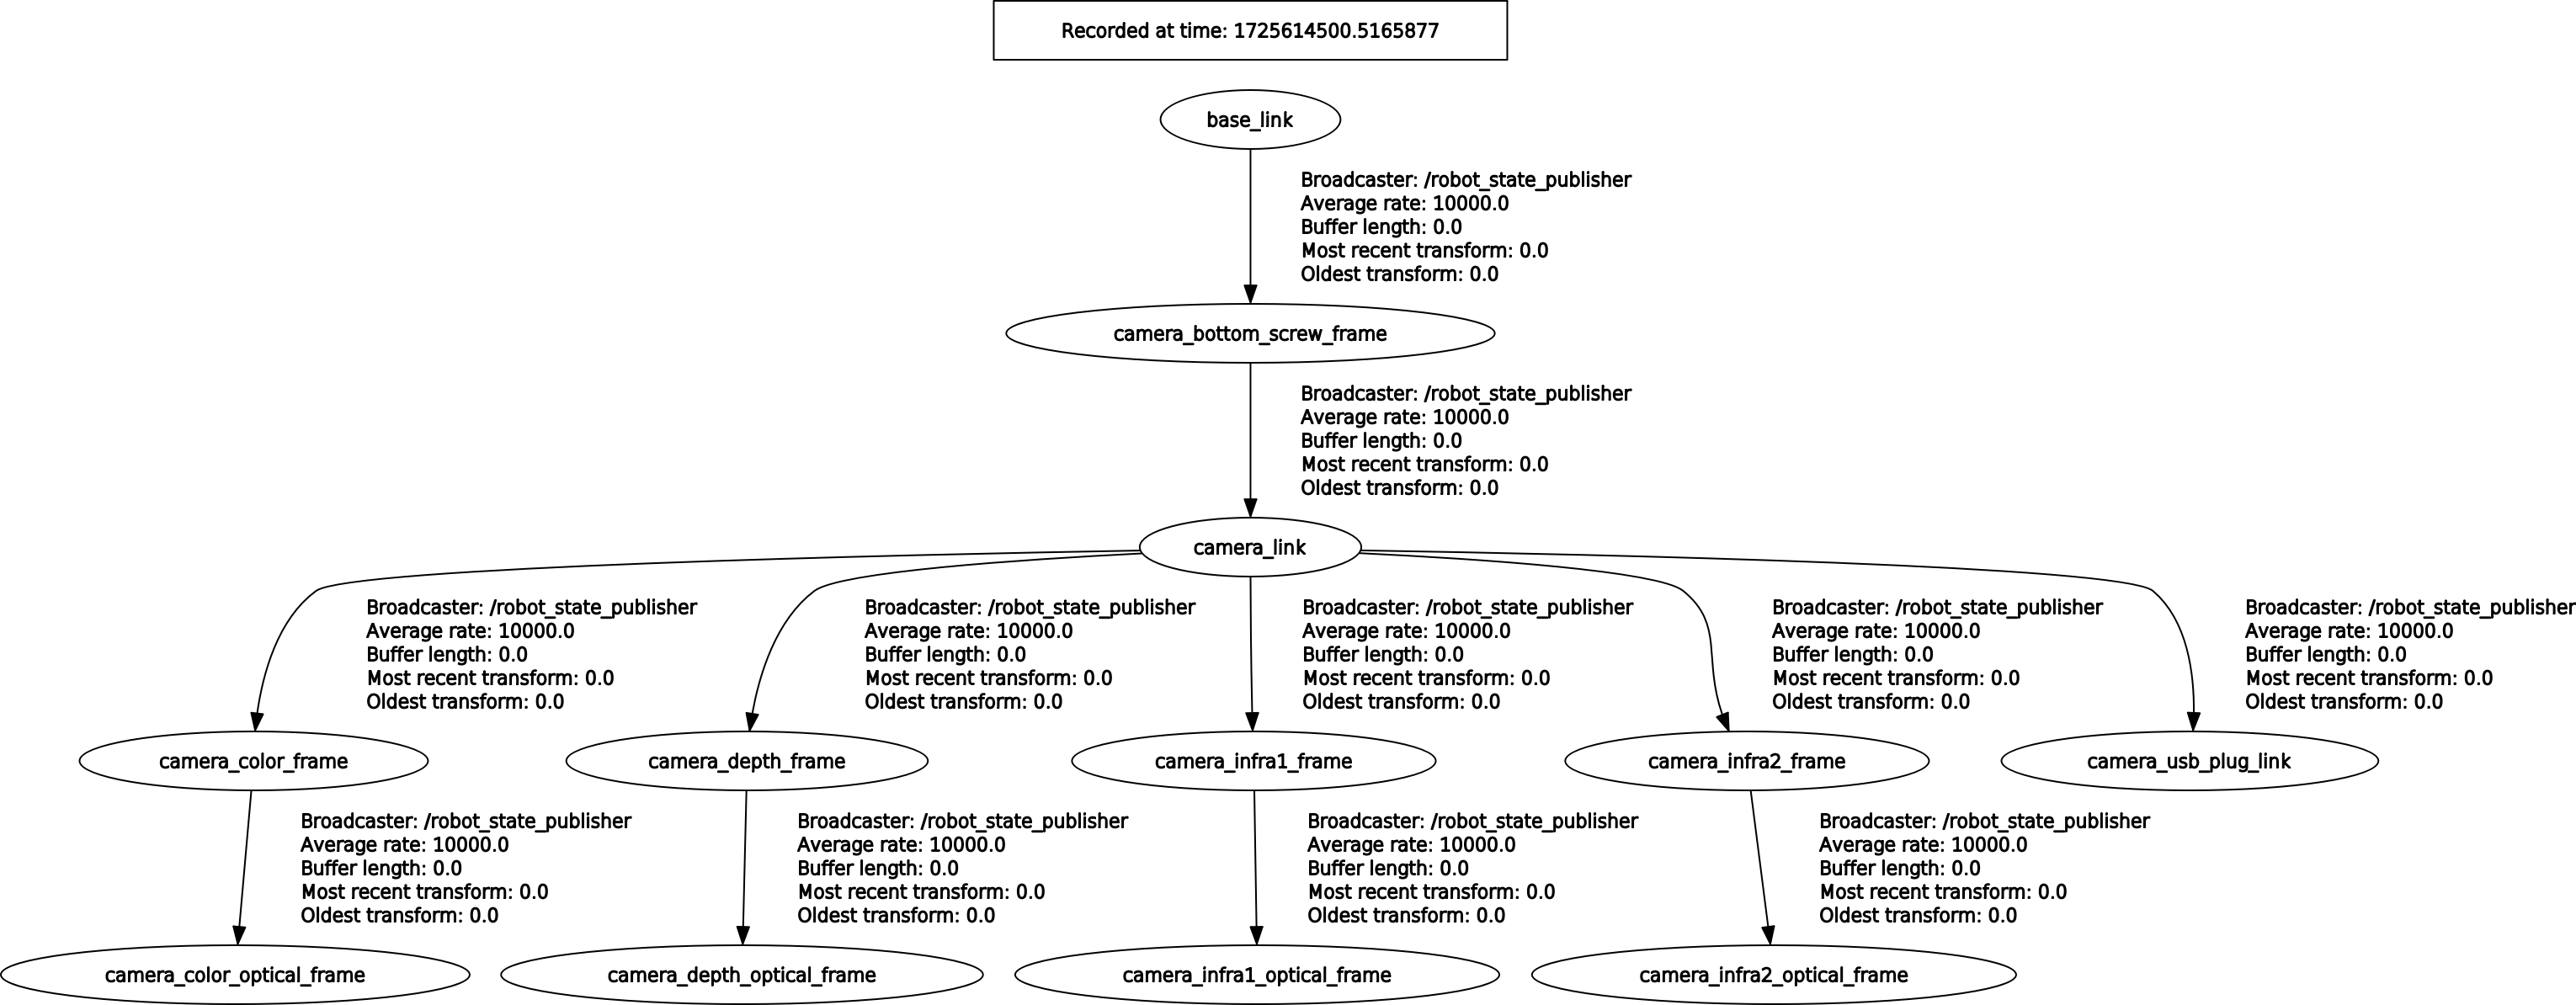 Recorded at time: 1725614500.5165877
base_link
Broadcaster: /robot_state_publisher
Average rate: 10000.0
Buffer length: 0.0
Most recent transform: 0.0
Oldest transform: 0.0
camera_bottom_screw_frame
Broadcaster: /robot_state_publisher
Average rate: 10000.0
Buffer length: 0.0
Most recent transform: 0.0
Oldest transform: 0.0
camera_link
Broadcaster: /robot_state_publisher
Average rate: 10000.0
Buffer length: 0.0
Most recent transform: 0.0
Oldest transform: 0.0
Broadcaster: /robot_state_publisher
Average rate: 10000.0
Buffer length: 0.0
Most recent transform: 0.0
Oldest transform: 0.0
Broadcaster: /robot_state_publisher
Average rate: 10000.0
Buffer length: 0.0
Most recent transform: 0.0
Oldest transform: 0.0
Broadcaster: /robot_state_publisher
Average rate: 10000.0
Buffer length: 0.0
Most recent transform: 0.0
Oldest transform: 0.0
Broadcaster: /robot_state_publisher
Average rate: 10000.0
Buffer length: 0.0
Most recent transform: 0.0
Oldest transform: 0.0
camera_color_frame
camera_depth_frame
camera_infra1_frame
camera_infra2_frame
camera_usb_plug_link
Broadcaster: /robot_state_publisher
Average rate: 10000.0
Buffer length: 0.0
Most recent transform: 0.0
Oldest transform: 0.0
Broadcaster: /robot_state_publisher
Average rate: 10000.0
Buffer length: 0.0
Most recent transform: 0.0
Oldest transform: 0.0
Broadcaster: /robot_state_publisher
Average rate: 10000.0
Buffer length: 0.0
Most recent transform: 0.0
Oldest transform: 0.0
Broadcaster: /robot_state_publisher
Average rate: 10000.0
Buffer length: 0.0
Most recent transform: 0.0
Oldest transform: 0.0
camera_color_optical_frame
camera_depth_optical_frame
camera_infra1_optical_frame
camera_infra2_optical_frame